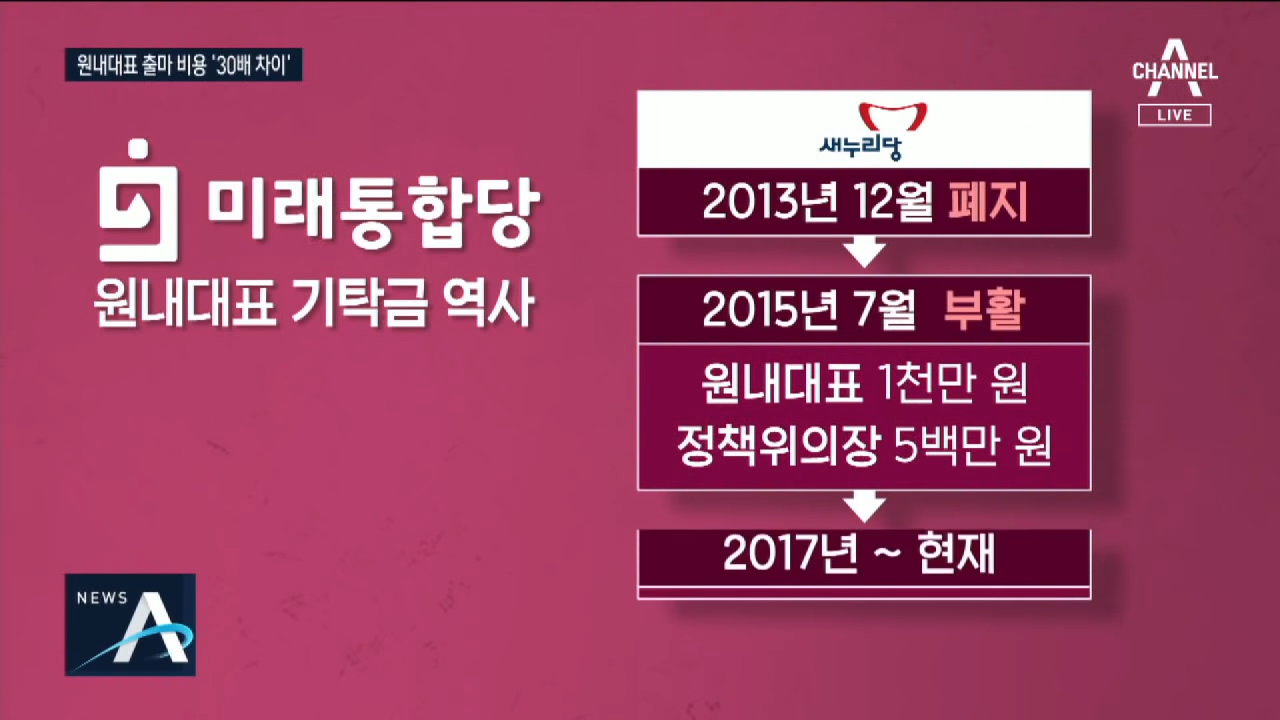 원내대표 출마 비용 '30배 차이'
CHANNEL A
LIVE
미래통합당
원내대표 기탁금 역사
새누리당
2013년 12월 폐지
2015년 7월 부활
원내대표 1천만 원
정책위의장 5백만 원
2017년 ~ 현재
NEWS A